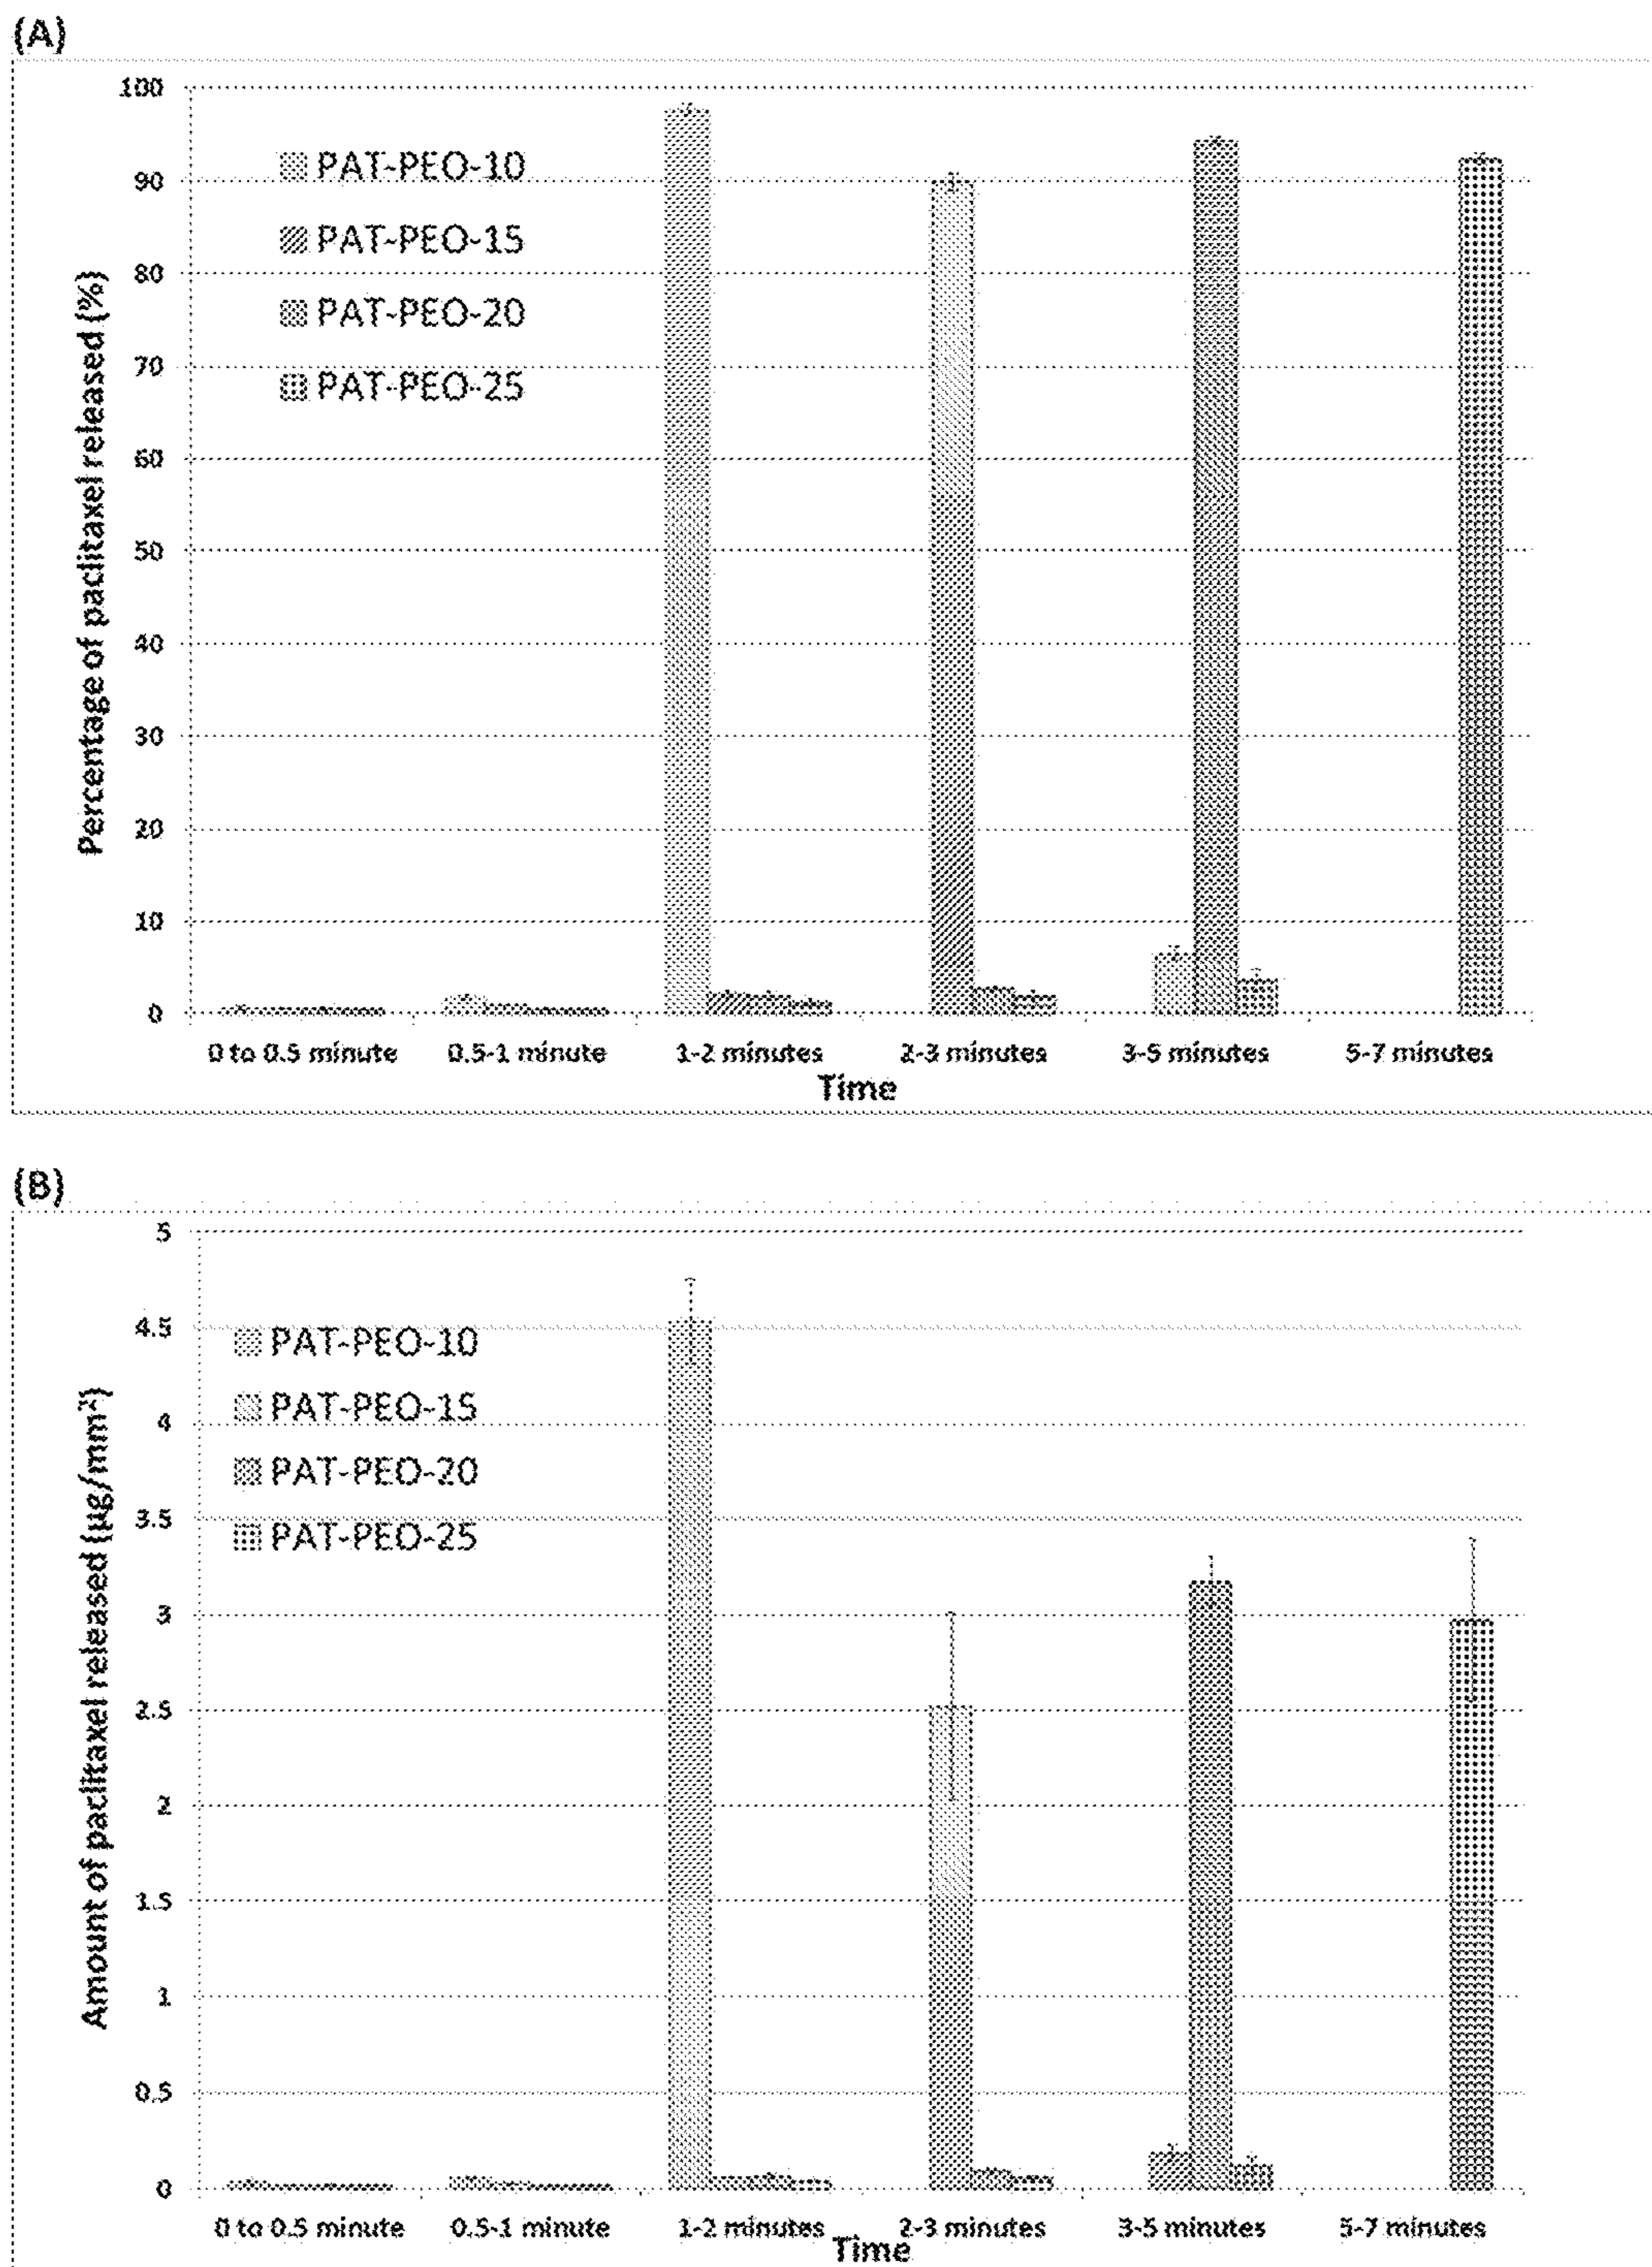 (A)
Percentage of paclitaxel released (%)
100
90
80
70
60
50
40
30
20
10
0
PAT-PEO-10
PAT-PEO-15
PAT-PEO-20
PAT-PEO-25
0 to 0.5 minute
0.5-1 minute
1-2 minutes
2-3 minutes
3-5 minutes
5-7 minutes
Time
(B)
Amount of paclitaxel released (µg/mm²)
5
4.5
4
3.5
3
2.5
2
1.5
1
0.5
0
PAT-PEO-10
PAT-PEO-15
PAT-PEO-20
PAT-PEO-25
0 to 0.5 minute
0.5-1 minute
1-2 minutes
2-3 minutes
3-5 minutes
5-7 minutes
Time